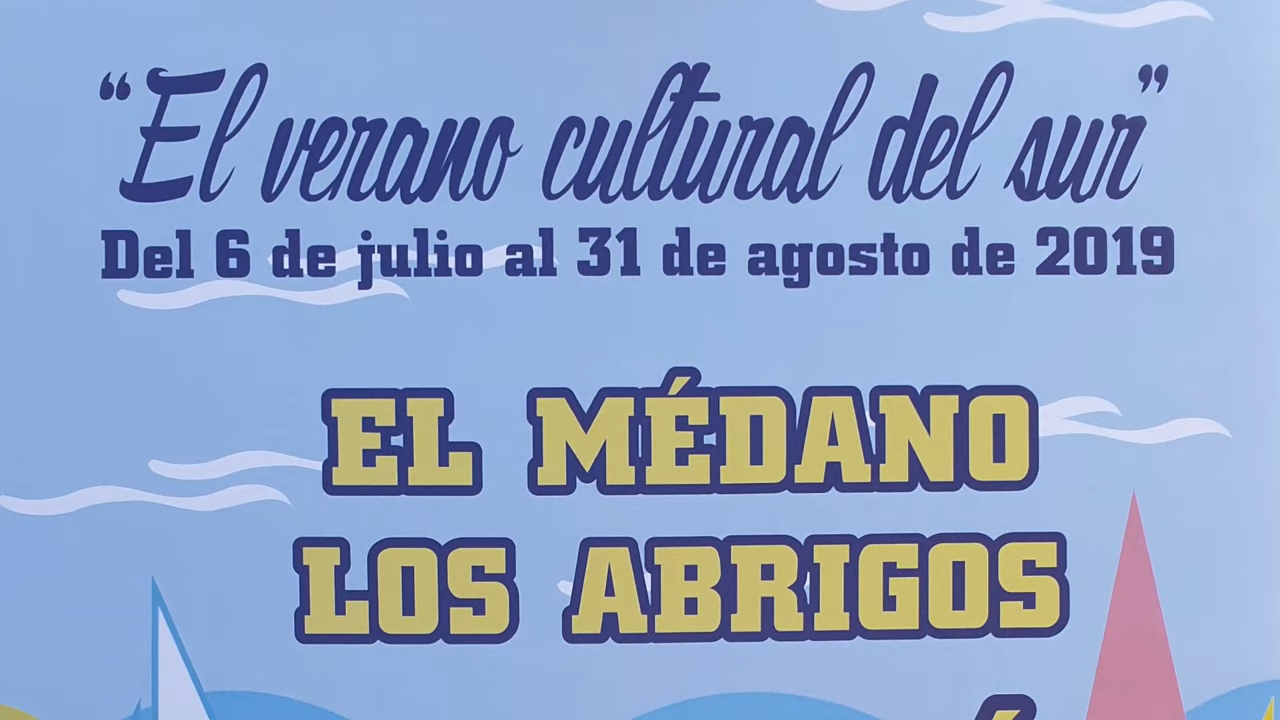 “El verano cultural del sur”
Del 6 de julio al 31 de agosto de 2019
EL MÉDANO
LOS ABRIGOS